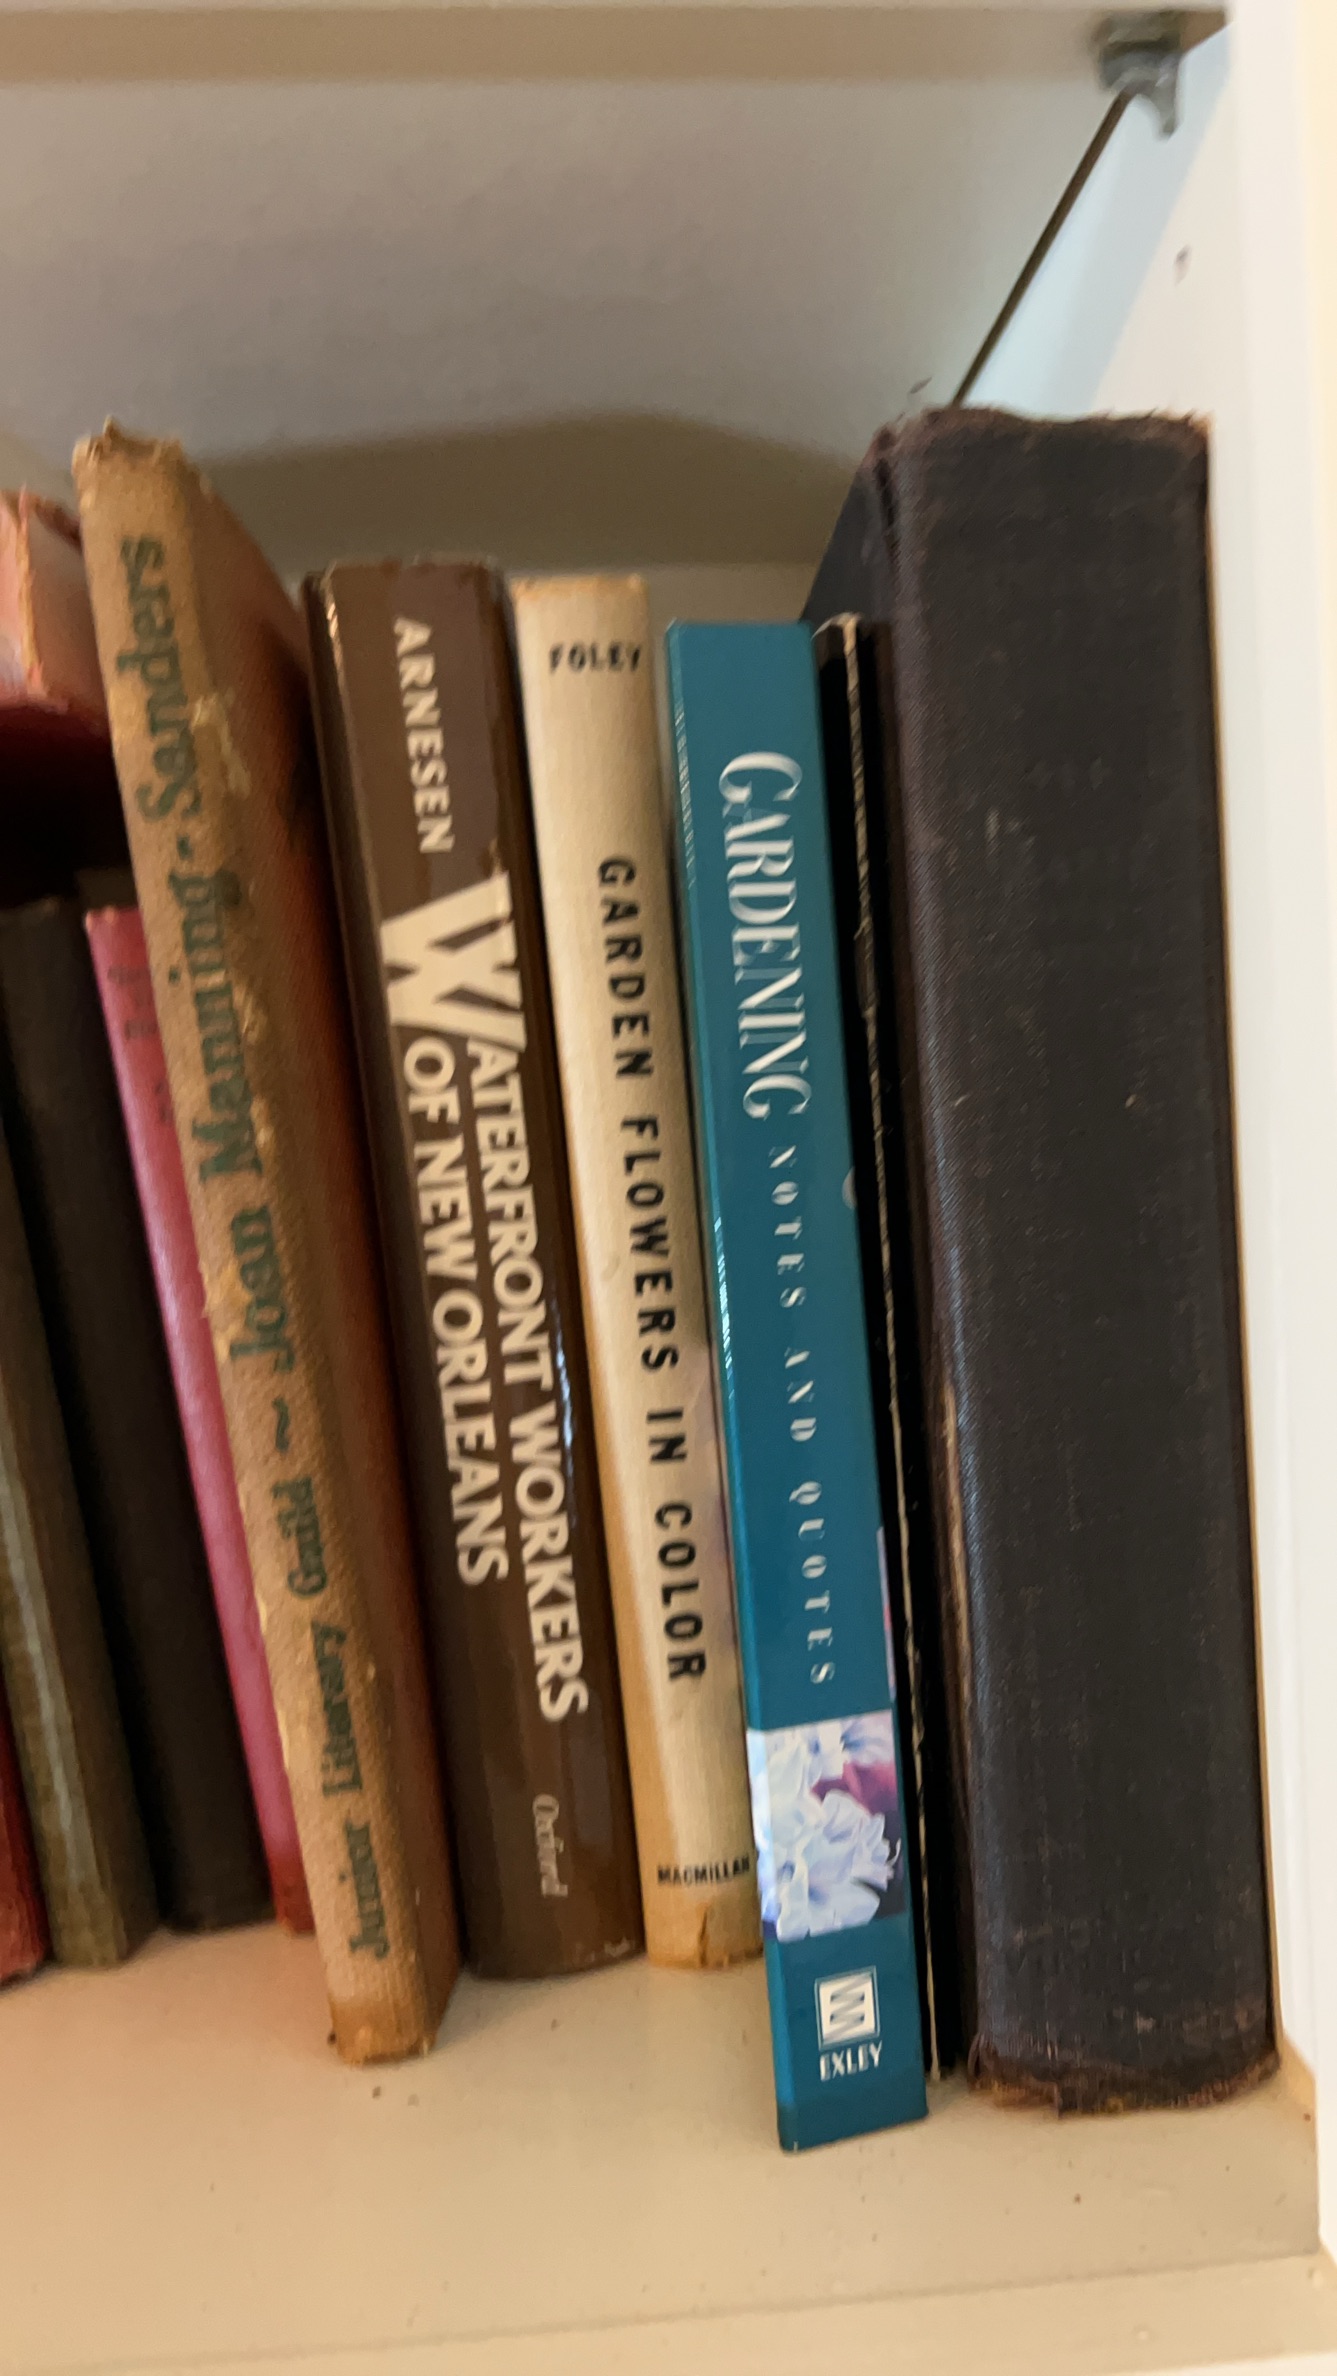 Junior Literary Guild ~ Joan Manning-Sanders
ARNESEN
WATERFRONT WORKERS
OF NEW ORLEANS
Oxford
FOLEY
GARDEN FLOWERS IN COLOR
MACMILLAN
GARDENING NOTES AND QUOTES
EXLEY